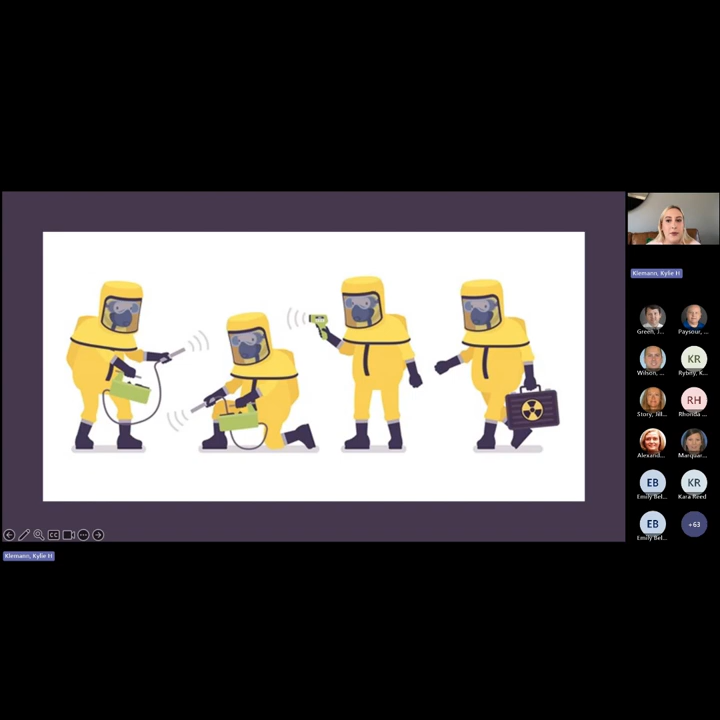 Klemann, Kylie H
Green, J...
Paysour, ...
KR
Wilson, ...
Rybny, K...
RH
Story, Jill...
Rhonda ...
Alexand...
Marquar...
EB
KR
Emily Bel...
Kara Reed
EB
+63
Emily Bel...
CC
Klemann, Kylie H